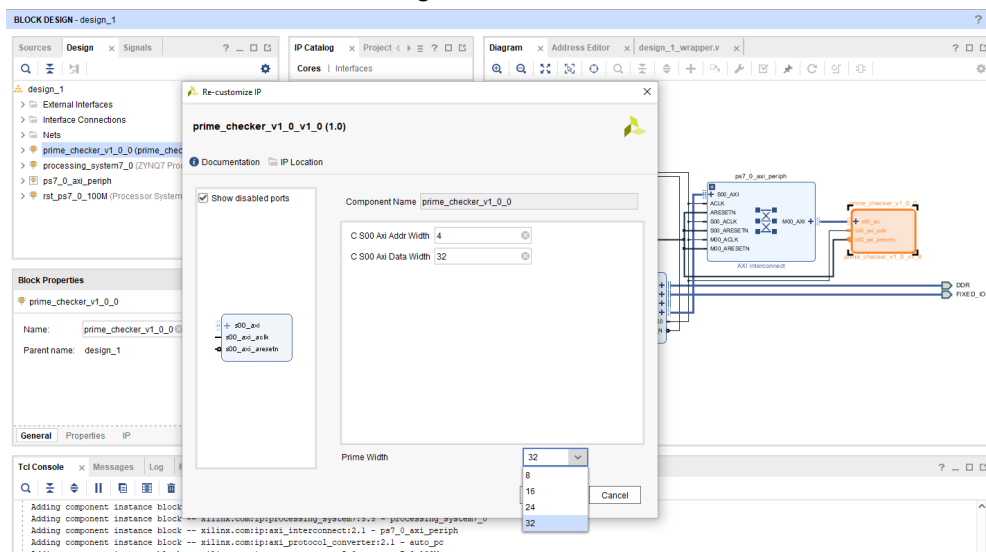 BLOCK DESIGN - design_1
?
Sources Design × Signals ? _
IP Catalog × Project ?
Diagram × Address Editor × design_1_wrapper.v × ?
Cores | Interfaces
design_1
> External Interfaces
> Interface Connections
> Nets
> prime_checker_v1_0_0 (prime_chec
> processing_system7_0 (ZYNQ7 Pro
> ps7_0_axi_periph
> rst_ps7_0_100M (Processor System
Block Properties
prime_checker_v1_0_0
Name: prime_checker_v1_0_0
Parent name: design_1
General Properties IP
Re-customize IP ×
prime_checker_v1_0_v1_0 (1.0)
Documentation IP Location
Show disabled ports
+ s00_axi
s00_axi_aclk
s00_axi_aresetn
Component Name prime_checker_v1_0_0
C S00 Axi Addr Width 4
C S00 Axi Data Width 32
Prime Width 32
8
16
24
32
Cancel
ps7_0_axi_periph
S00_AXI
ACLK
ARESETN
S00_ACLK M00_AXI
S00_ARESETN
M00_ACLK
M00_ARESETN
AXI Interconnect
prime_checker_v1_0_0
s00_axi
s00_axi_aclk
s00_axi_aresetn
DDR
FIXED_IO
Tcl Console × Messages Log ? _
Adding component instance block -- xilinx.com:ip:processing_system7:5.5 - processing_system7_0
Adding component instance block -- xilinx.com:ip:axi_interconnect:2.1 - ps7_0_axi_periph
Adding component instance block -- xilinx.com:ip:axi_protocol_converter:2.1 - auto_pc